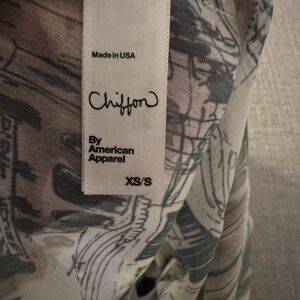 Made in USA
Chiffon
By
American
Apparel
XS/S